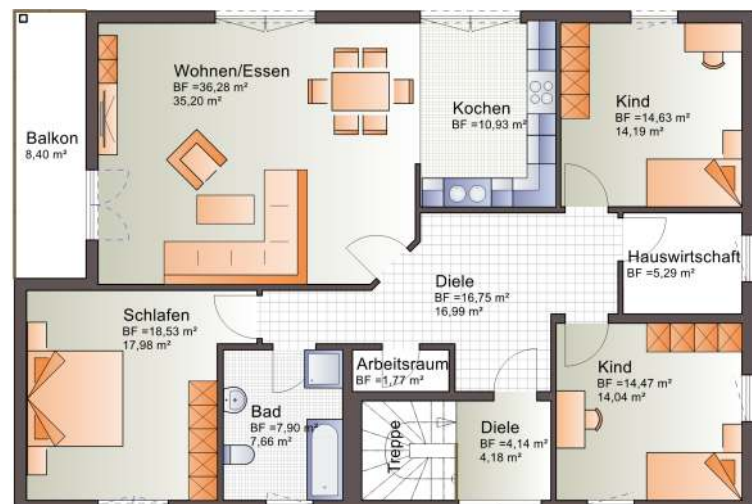 Wohnen/Essen
BF =36,28 m²
35,20 m²
Kochen
BF =10,93 m²
Kind
BF =14,63 m²
14,19 m²
Balkon
8,40 m²
Hauswirtschaft
BF =5,29 m²
Diele
BF =16,75 m²
16,99 m²
Schlafen
BF =18,53 m²
17,98 m²
Arbeitsraum
BF =1,77 m²
Kind
BF =14,47 m²
14,04 m²
Bad
BF =7,90 m²
7,66 m²
Treppe
Diele
BF =4,14 m²
4,18 m²